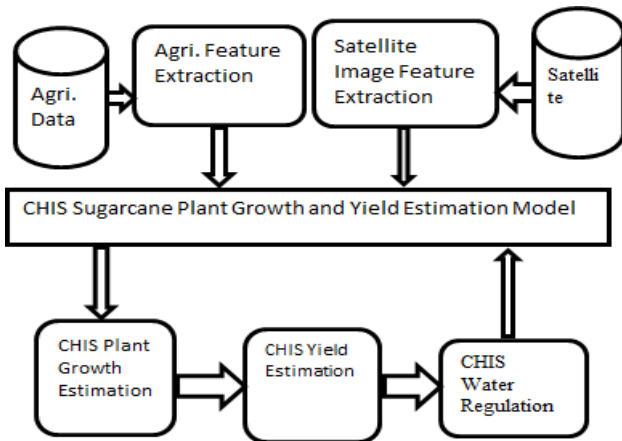 Agri.
Data
Agri. Feature
Extraction
Satellite
Image Feature
Extraction
Satelli
te
CHIS Sugarcane Plant Growth and Yield Estimation Model
CHIS Plant
Growth
Estimation
CHIS Yield
Estimation
CHIS
Water
Regulation